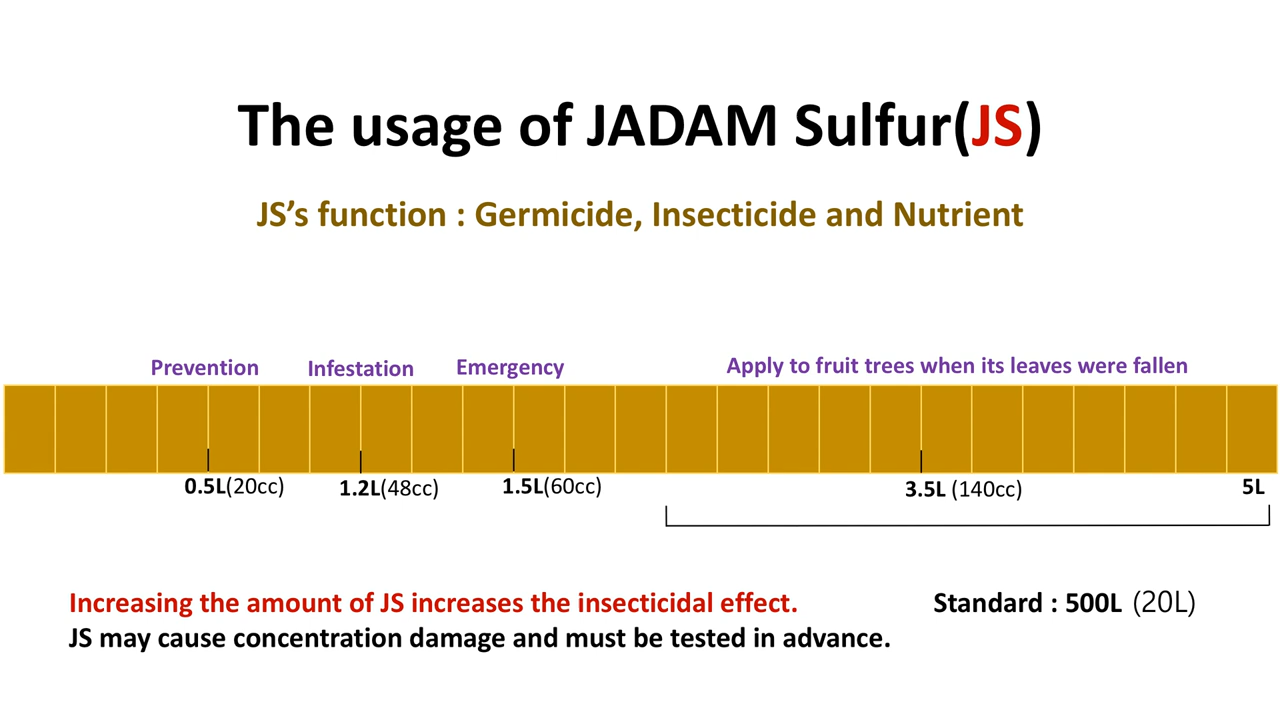 The usage of JADAM Sulfur(JS)
JS’s function : Germicide, Insecticide and Nutrient
Prevention Infestation Emergency Apply to fruit trees when its leaves were fallen
0.5L(20cc) 1.2L(48cc) 1.5L(60cc) 3.5L (140cc) 5L
Increasing the amount of JS increases the insecticidal effect. Standard : 500L (20L)
JS may cause concentration damage and must be tested in advance.